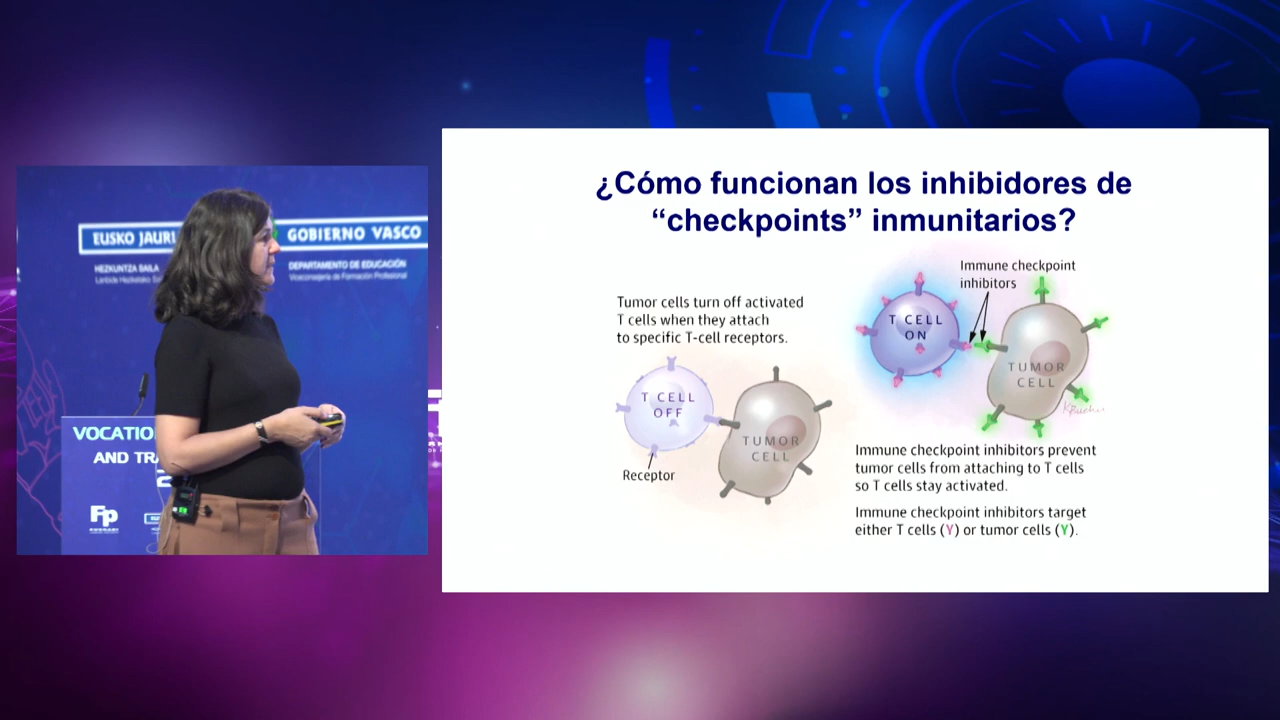 EUSKO JAURL
GOBIERNO VASCO
HEZKUNTZA SAILA
DEPARTAMENTO DE EDUCACIÓN
Viceconsejería de Formación Profesional
VOCATIO
AND TRA
2
Fp
¿Cómo funcionan los inhibidores de
“checkpoints” inmunitarios?
Tumor cells turn off activated
T cells when they attach
to specific T-cell receptors.
T CELL
OFF
TUMOR
CELL
Receptor
Immune checkpoint
inhibitors
T CELL
ON
TUMOR
CELL
Immune checkpoint inhibitors prevent
tumor cells from attaching to T cells
so T cells stay activated.
Immune checkpoint inhibitors target
either T cells (Y) or tumor cells (Y).